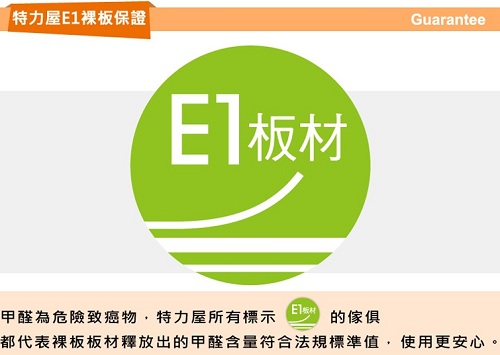 特力屋E1裸板保證
Guarantee
E1板材
甲醛為危險致癌物，特力屋所有標示 E1板材 的傢俱
都代表裸板板材釋放出的甲醛含量符合法規標準值，使用更安心。